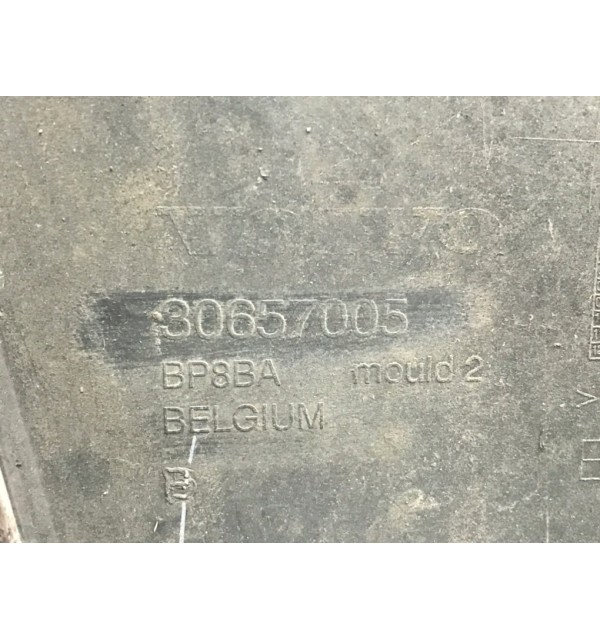 VOLVO
30657005
BP8BA mould 2
BELGIUM